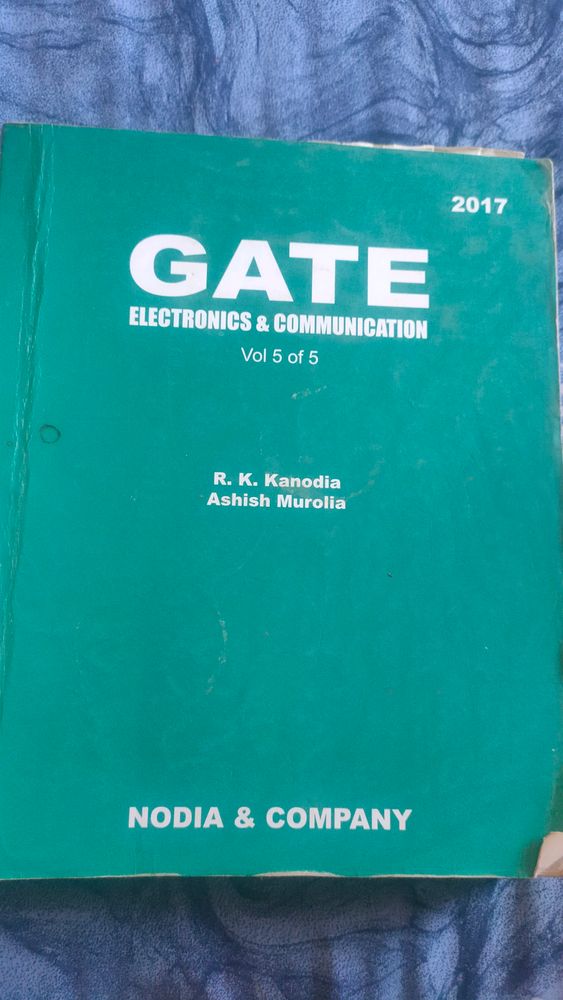 2017
GATE
ELECTRONICS & COMMUNICATION
Vol 5 of 5
R. K. Kanodia
Ashish Murolia
NODIA & COMPANY